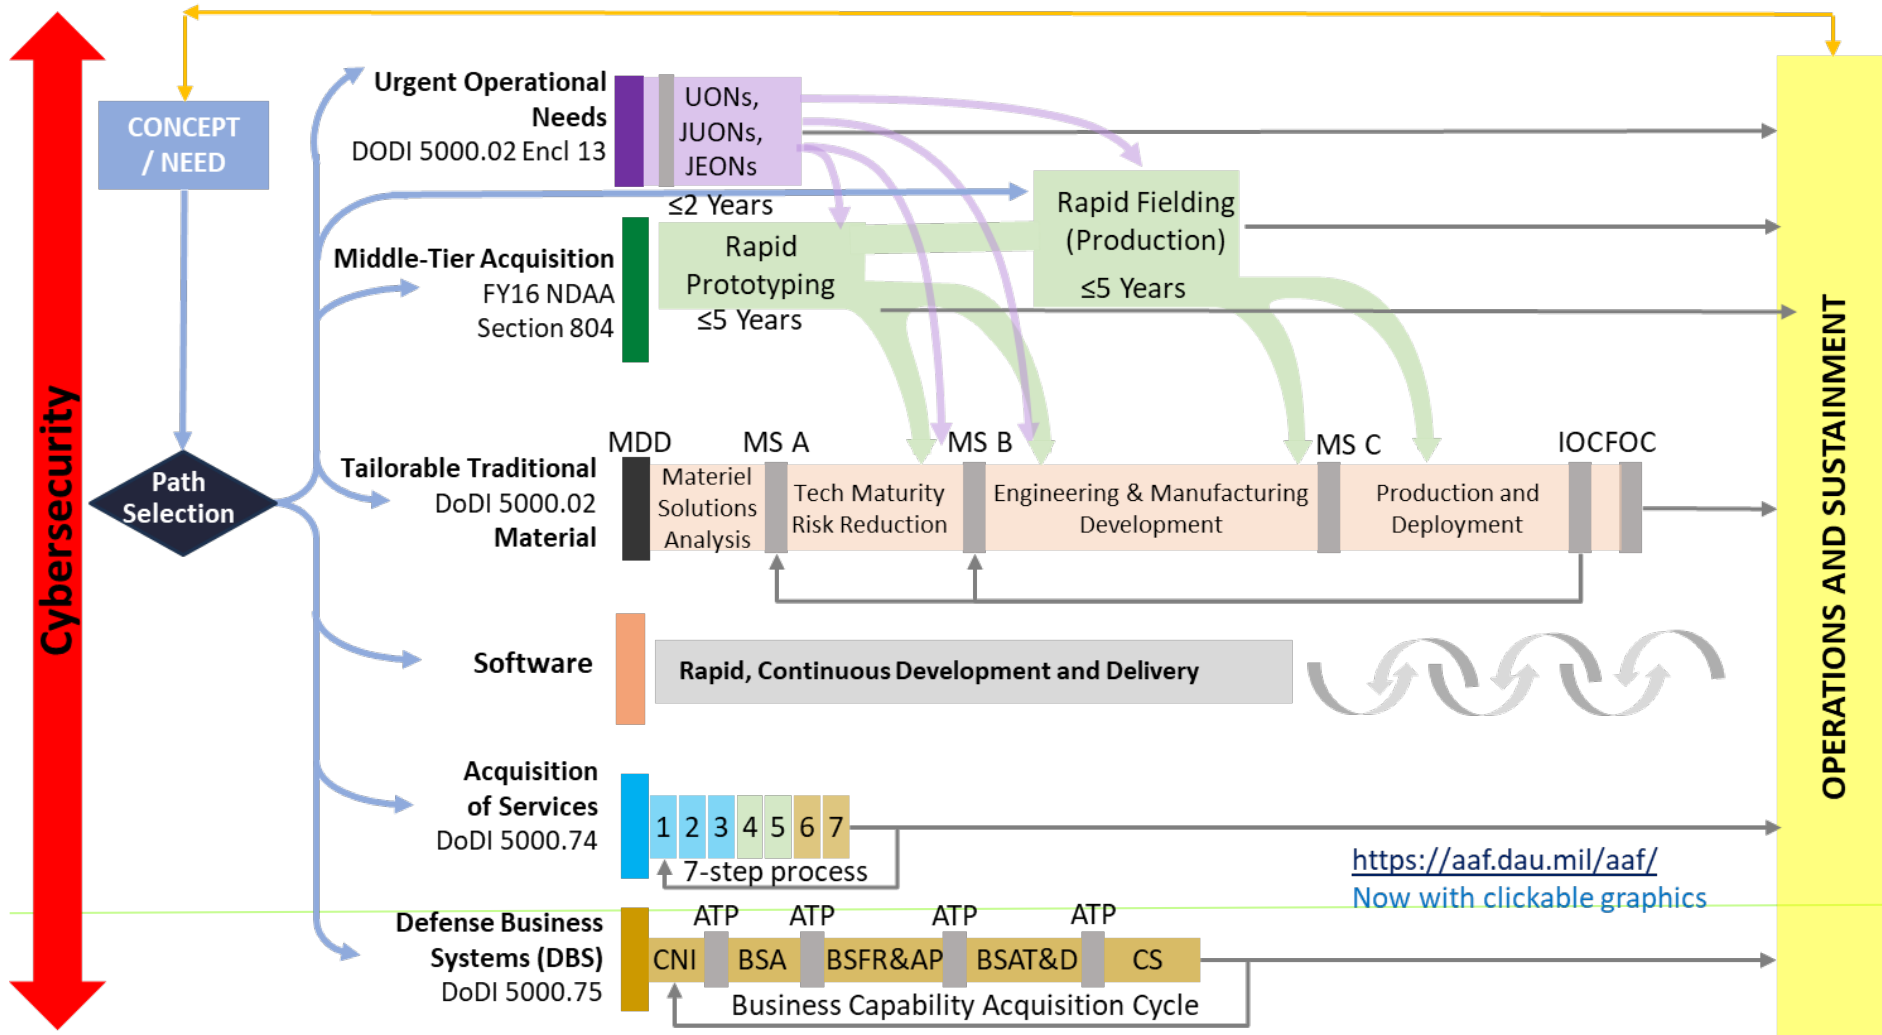 Cybersecurity
CONCEPT
/ NEED
Path
Selection
Urgent Operational
Needs
DODI 5000.02 Encl 13
UONs,
JUONs,
JEONs
≤2 Years
Middle-Tier Acquisition
FY16 NDAA
Section 804
Rapid
Prototyping
≤5 Years
Rapid Fielding
(Production)
≤5 Years
Tailorable Traditional
DoDI 5000.02
Material
MDD
MS A
MS B
MS C
IOC
FOC
Materiel
Solutions
Analysis
Tech Maturity
Risk Reduction
Engineering & Manufacturing
Development
Production and
Deployment
Software
Rapid, Continuous Development and Delivery
Acquisition
of Services
DoDI 5000.74
1 2 3 4 5 6 7
7-step process
https://aaf.dau.mil/aaf/
Now with clickable graphics
Defense Business
Systems (DBS)
DoDI 5000.75
ATP ATP ATP ATP
CNI BSA BSFR&AP BSAT&D CS
Business Capability Acquisition Cycle
OPERATIONS AND SUSTAINMENT